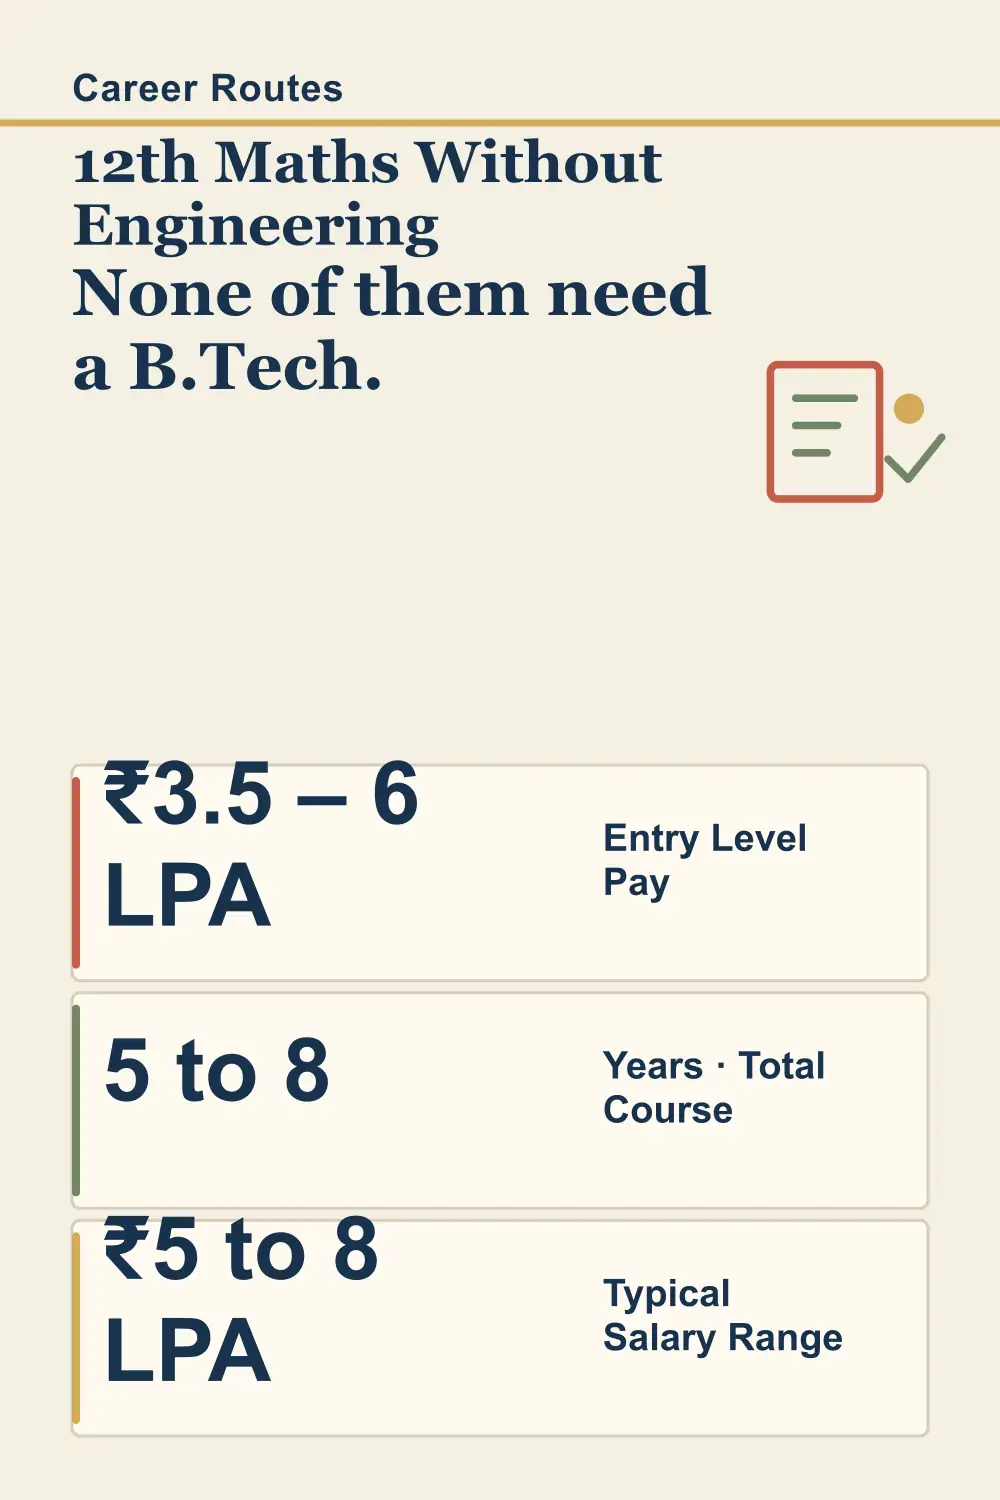 Career Routes
12th Maths Without
Engineering
None of them need
a B.Tech.
₹3.5 – 6
LPA
Entry Level
Pay
5 to 8
Years · Total
Course
₹5 to 8
LPA
Typical
Salary Range